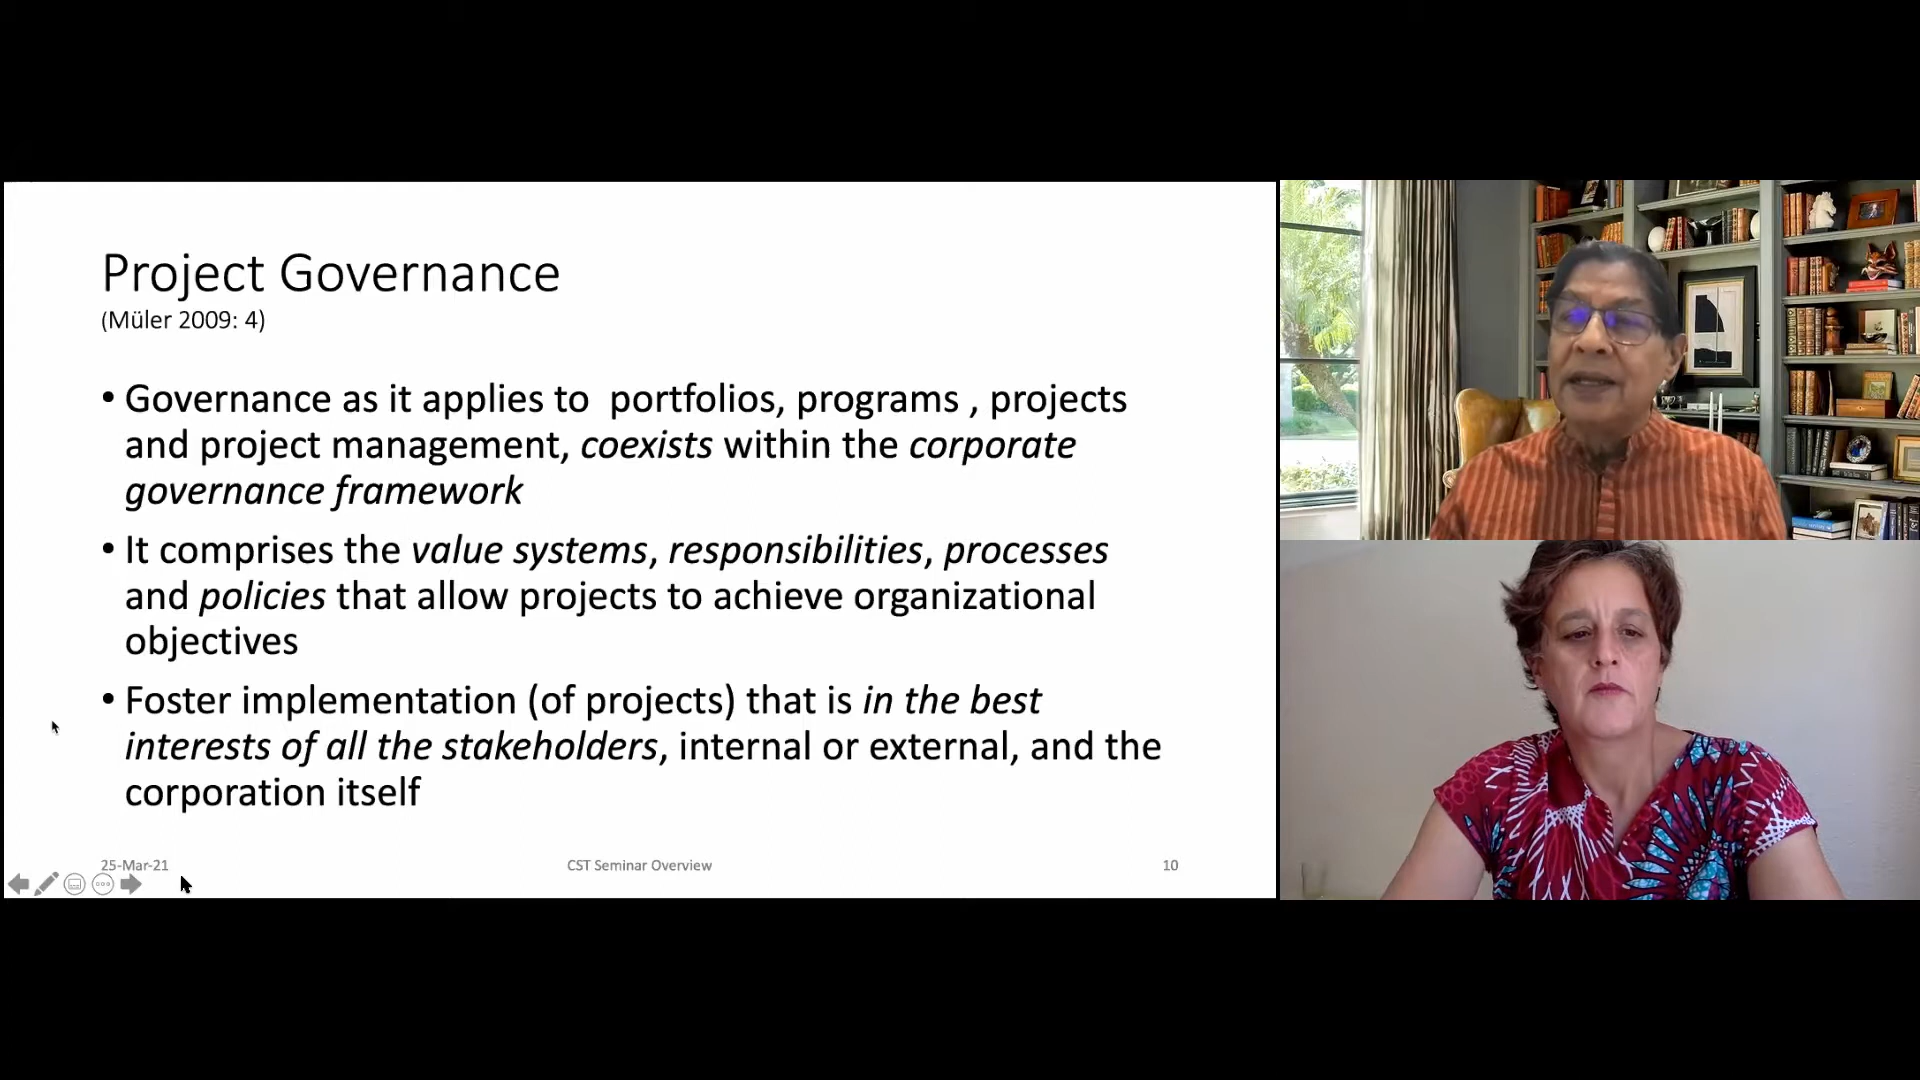 Project Governance
(Müler 2009: 4)
• Governance as it applies to portfolios, programs , projects
and project management, coexists within the corporate
governance framework
• It comprises the value systems, responsibilities, processes
and policies that allow projects to achieve organizational
objectives
• Foster implementation (of projects) that is in the best
interests of all the stakeholders, internal or external, and the
corporation itself
25-Mar-21 CST Seminar Overview 10